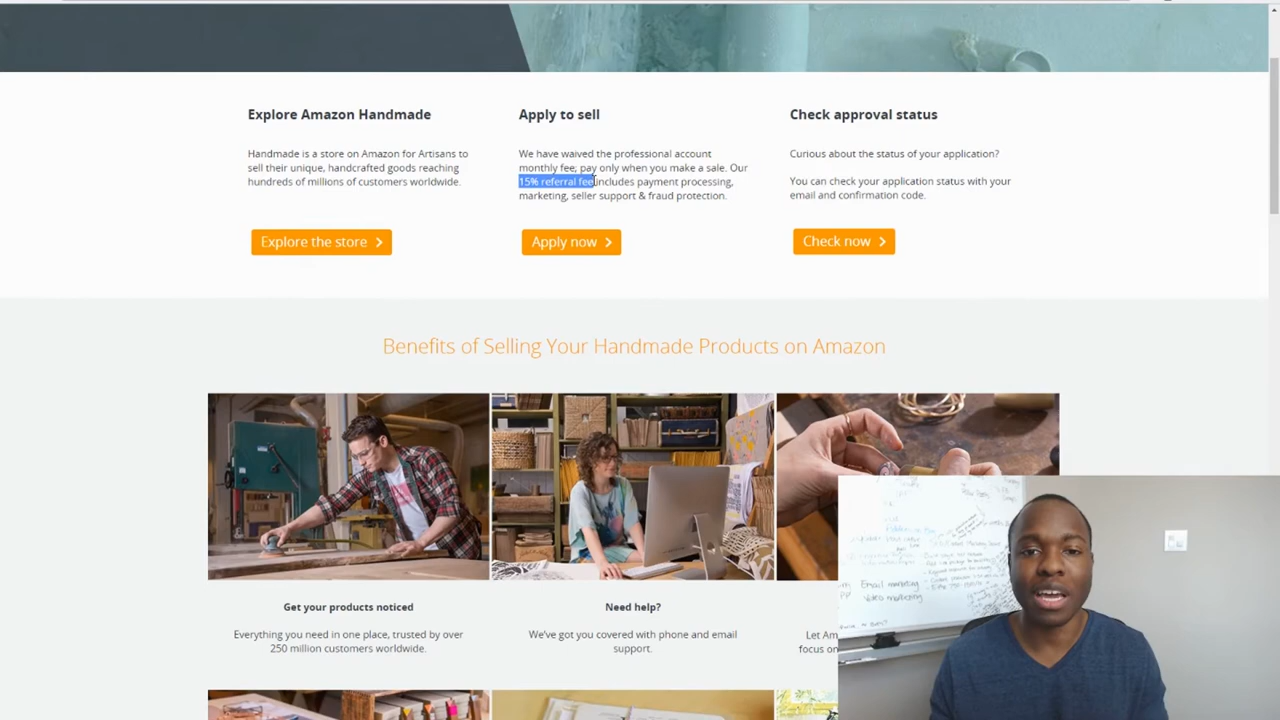 Explore Amazon Handmade
Handmade is a store on Amazon for Artisans to
sell their unique, handcrafted goods reaching
hundreds of millions of customers worldwide.
Explore the store
Apply to sell
We have waived the professional account
monthly fee; pay only when you make a sale. Our
15% referral fee includes payment processing,
marketing, seller support & fraud protection.
Apply now
Check approval status
Curious about the status of your application?
You can check your application status with your
email and confirmation code.
Check now
Benefits of Selling Your Handmade Products on Amazon
Get your products noticed
Everything you need in one place, trusted by over
250 million customers worldwide.
Need help?
We've got you covered with phone and email
support.
Let Am
focus on
Email marketing
Video marketing